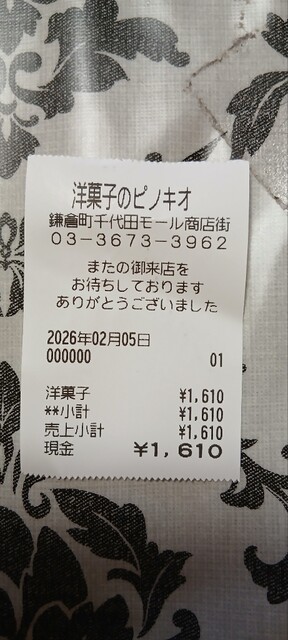 洋菓子のピノキオ
鎌倉町千代田モール商店街
03-3673-3962
またの御来店を
お待ちしております
ありがとうございました
2026年02月05日
000000 01
洋菓子 ¥1,610
**小計 ¥1,610
売上小計 ¥1,610
現金 ¥1,610